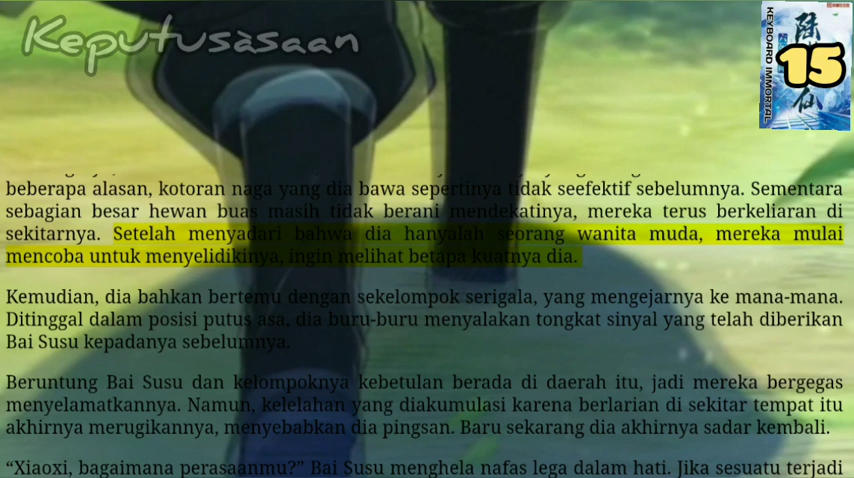 Keputusasaan
KEYBOARD IMMORTAL
15
beberapa alasan, kotoran naga yang dia bawa sepertinya tidak seefektif sebelumnya. Sementara
sebagian besar hewan buas masih tidak berani mendekatinya, mereka terus berkeliaran di
sekitarnya. Setelah menyadari bahwa dia hanyalah seorang wanita muda, mereka mulai
mencoba untuk menyelidikinya, ingin melihat betapa kuatnya dia.
Kemudian, dia bahkan bertemu dengan sekelompok serigala, yang mengejarnya ke mana-mana.
Ditinggal dalam posisi putus asa, dia buru-buru menyalakan tongkat sinyal yang telah diberikan
Bai Susu kepadanya sebelumnya.
Beruntung Bai Susu dan kelompoknya kebetulan berada di daerah itu, jadi mereka bergegas
menyelamatkannya. Namun, kelelahan yang diakumulasi karena berlarian di sekitar tempat itu
akhirnya merugikannya, menyebabkan dia pingsan. Baru sekarang dia akhirnya sadar kembali.
“Xiaoxi, bagaimana perasaanmu?” Bai Susu menghela nafas lega dalam hati. Jika sesuatu terjadi